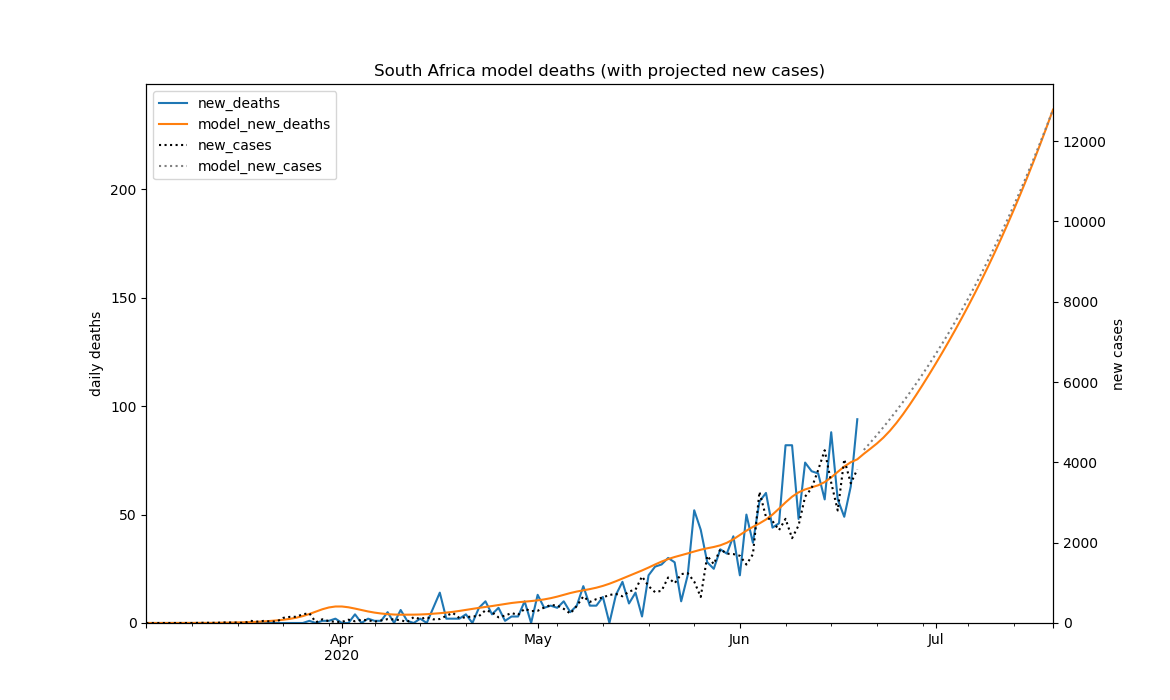 South Africa model deaths (with projected new cases)
new_deaths
model_new_deaths
new_cases
model_new_cases
daily deaths
200
150
100
50
0
12000
10000
8000
6000
4000
2000
0
new cases
Apr
2020
May
Jun
Jul